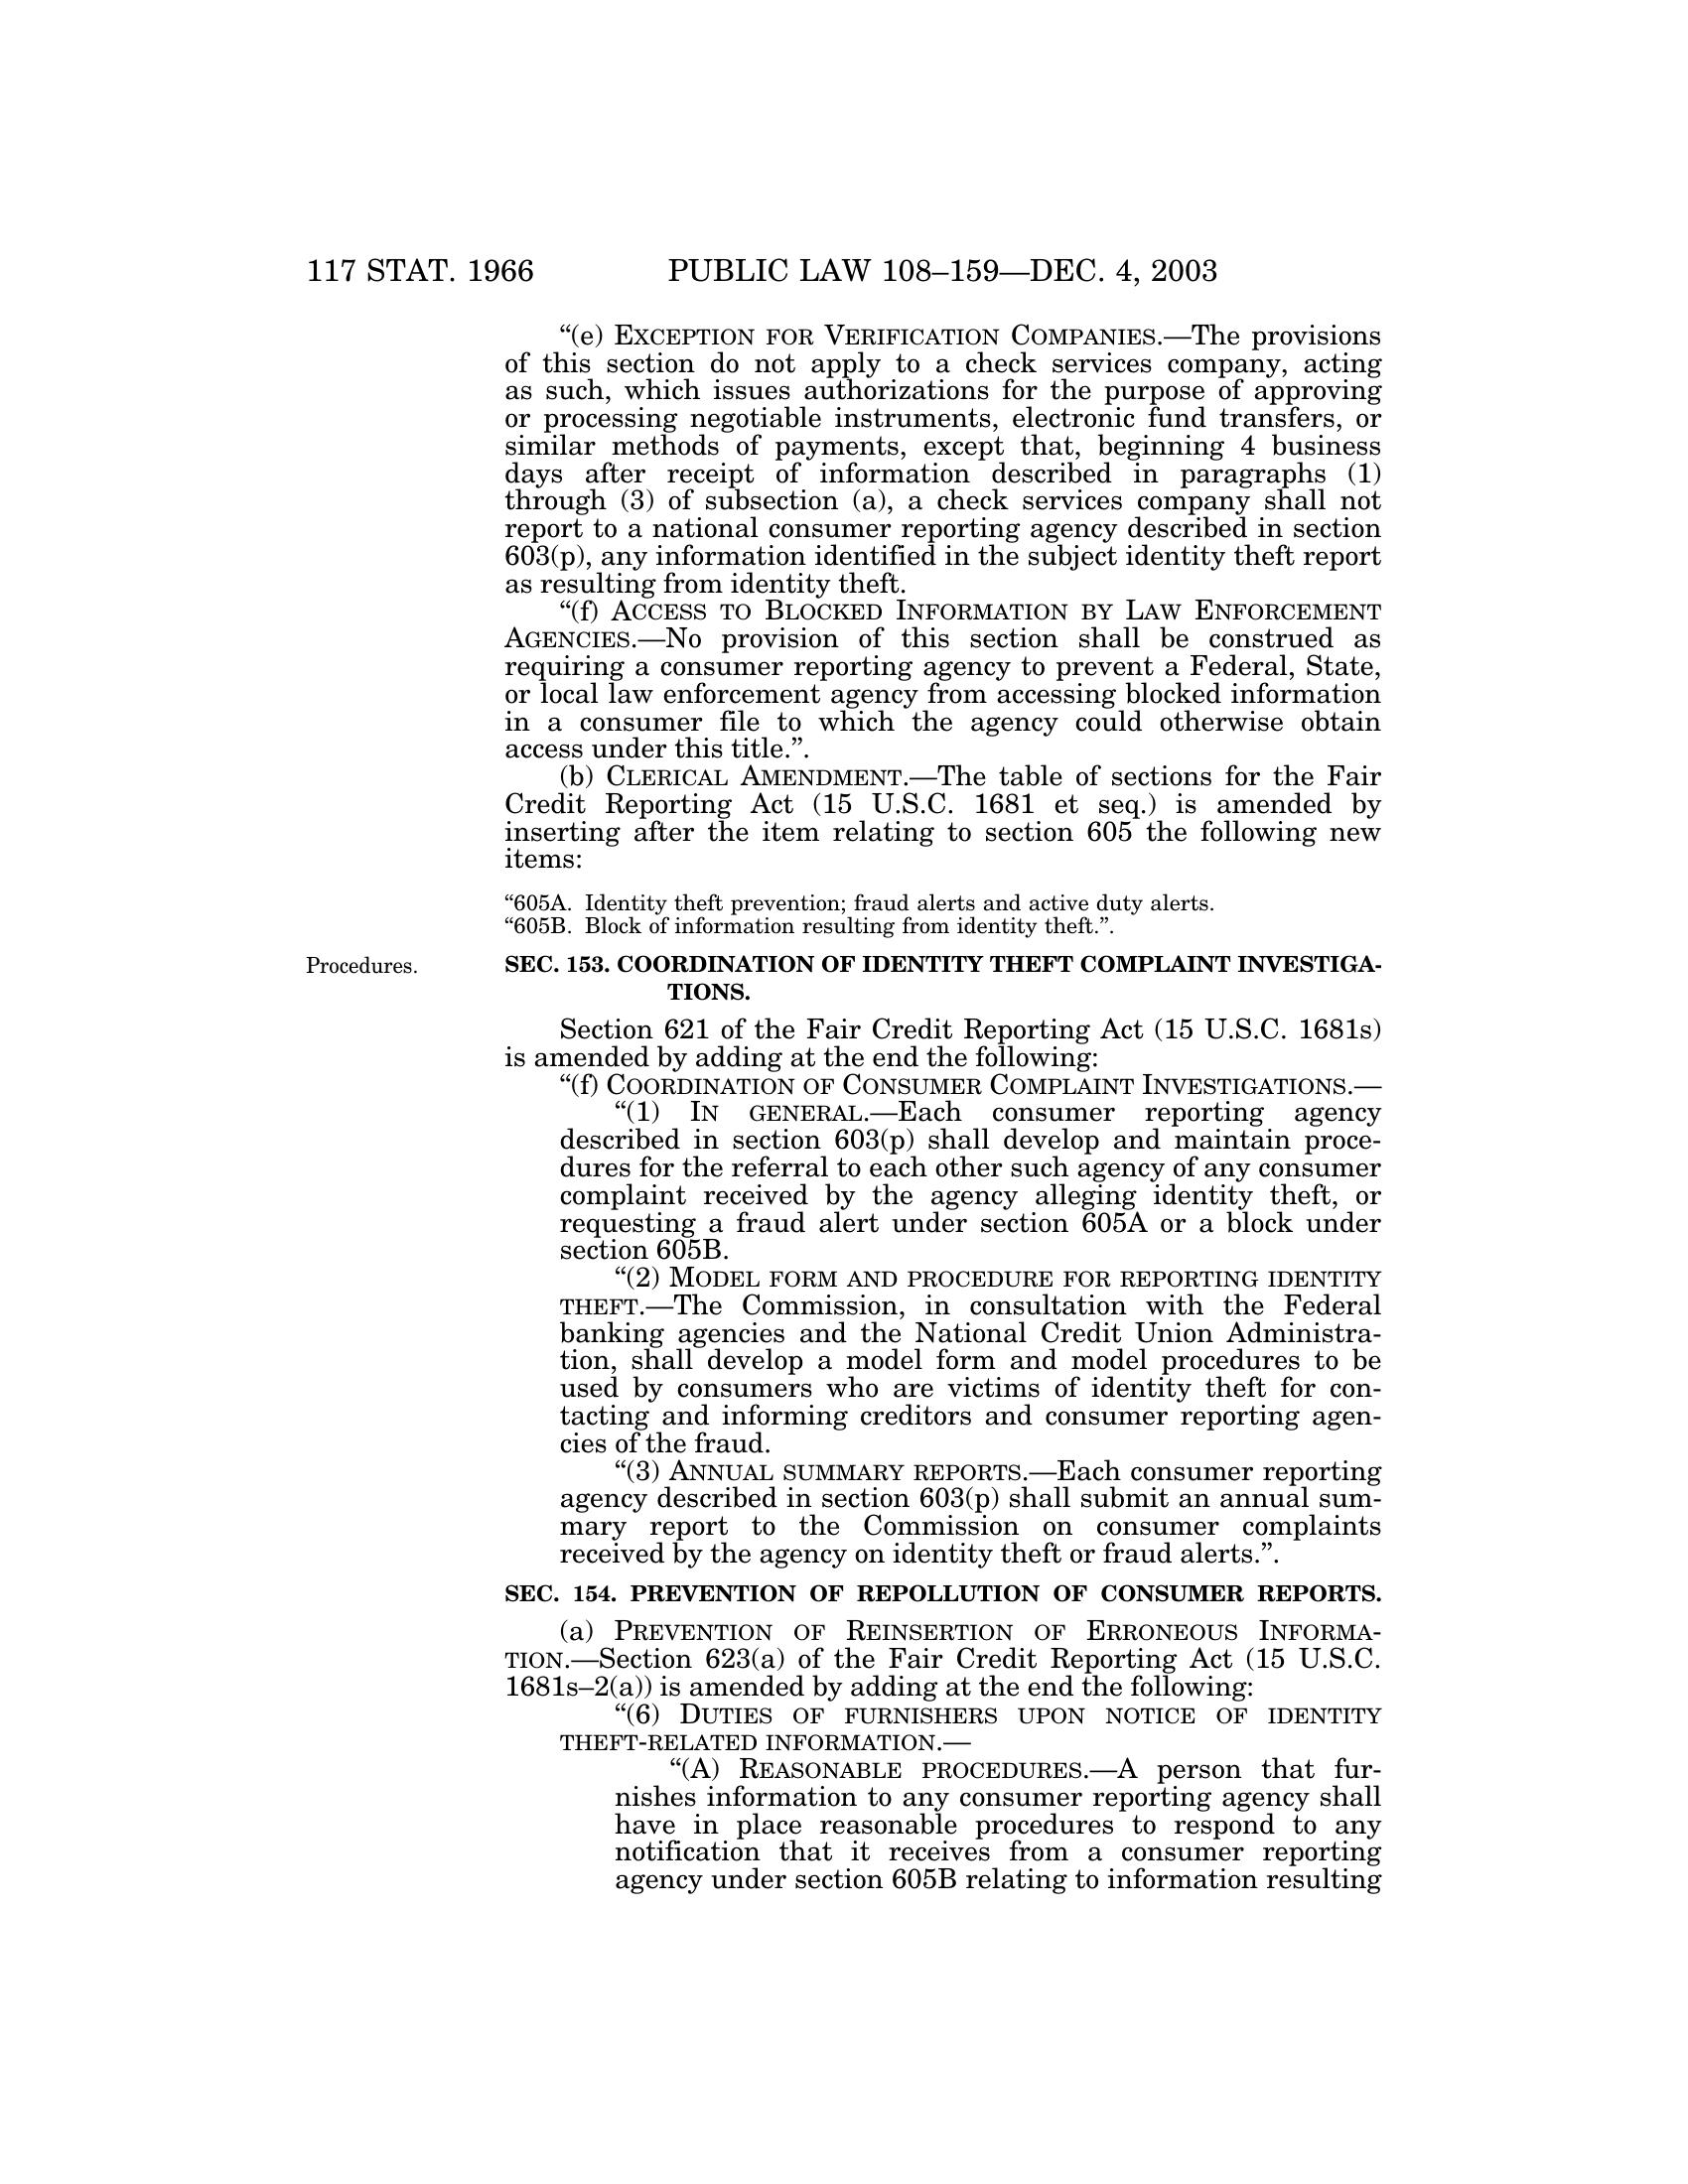 117 STAT. 1966 PUBLIC LAW 108–159—DEC. 4, 2003
“(e) EXCEPTION FOR VERIFICATION COMPANIES.—The provisions
of this section do not apply to a check services company, acting
as such, which issues authorizations for the purpose of approving
or processing negotiable instruments, electronic fund transfers, or
similar methods of payments, except that, beginning 4 business
days after receipt of information described in paragraphs (1)
through (3) of subsection (a), a check services company shall not
report to a national consumer reporting agency described in section
603(p), any information identified in the subject identity theft report
as resulting from identity theft.
“(f) ACCESS TO BLOCKED INFORMATION BY LAW ENFORCEMENT
AGENCIES.—No provision of this section shall be construed as
requiring a consumer reporting agency to prevent a Federal, State,
or local law enforcement agency from accessing blocked information
in a consumer file to which the agency could otherwise obtain
access under this title.”.
(b) CLERICAL AMENDMENT.—The table of sections for the Fair
Credit Reporting Act (15 U.S.C. 1681 et seq.) is amended by
inserting after the item relating to section 605 the following new
items:
“605A. Identity theft prevention; fraud alerts and active duty alerts.
“605B. Block of information resulting from identity theft.”.
Procedures. SEC. 153. COORDINATION OF IDENTITY THEFT COMPLAINT INVESTIGA-
TIONS.
Section 621 of the Fair Credit Reporting Act (15 U.S.C. 1681s)
is amended by adding at the end the following:
“(f) COORDINATION OF CONSUMER COMPLAINT INVESTIGATIONS.—
“(1) IN GENERAL.—Each consumer reporting agency
described in section 603(p) shall develop and maintain proce-
dures for the referral to each other such agency of any consumer
complaint received by the agency alleging identity theft, or
requesting a fraud alert under section 605A or a block under
section 605B.
“(2) MODEL FORM AND PROCEDURE FOR REPORTING IDENTITY
THEFT.—The Commission, in consultation with the Federal
banking agencies and the National Credit Union Administra-
tion, shall develop a model form and model procedures to be
used by consumers who are victims of identity theft for con-
tacting and informing creditors and consumer reporting agen-
cies of the fraud.
“(3) ANNUAL SUMMARY REPORTS.—Each consumer reporting
agency described in section 603(p) shall submit an annual sum-
mary report to the Commission on consumer complaints
received by the agency on identity theft or fraud alerts.”.
SEC. 154. PREVENTION OF REPOLLUTION OF CONSUMER REPORTS.
(a) PREVENTION OF REINSERTION OF ERRONEOUS INFORMA-
TION.—Section 623(a) of the Fair Credit Reporting Act (15 U.S.C.
1681s–2(a)) is amended by adding at the end the following:
“(6) DUTIES OF FURNISHERS UPON NOTICE OF IDENTITY
THEFT-RELATED INFORMATION.—
“(A) REASONABLE PROCEDURES.—A person that fur-
nishes information to any consumer reporting agency shall
have in place reasonable procedures to respond to any
notification that it receives from a consumer reporting
agency under section 605B relating to information resulting